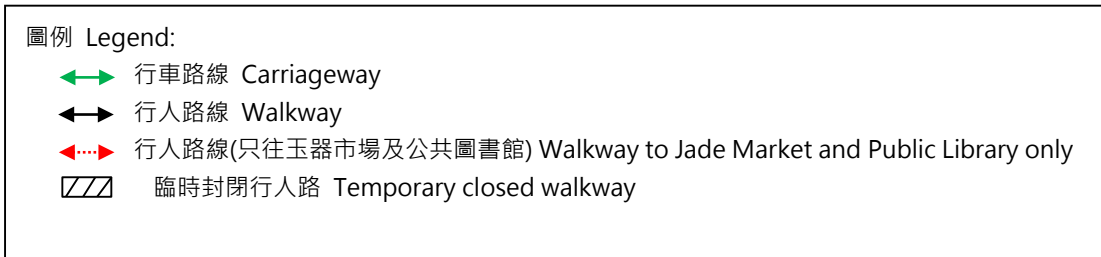 圖例 Legend:
行車路線 Carriageway
行人路線 Walkway
行人路線(只往玉器市場及公共圖書館) Walkway to Jade Market and Public Library only
臨時封閉行人路 Temporary closed walkway